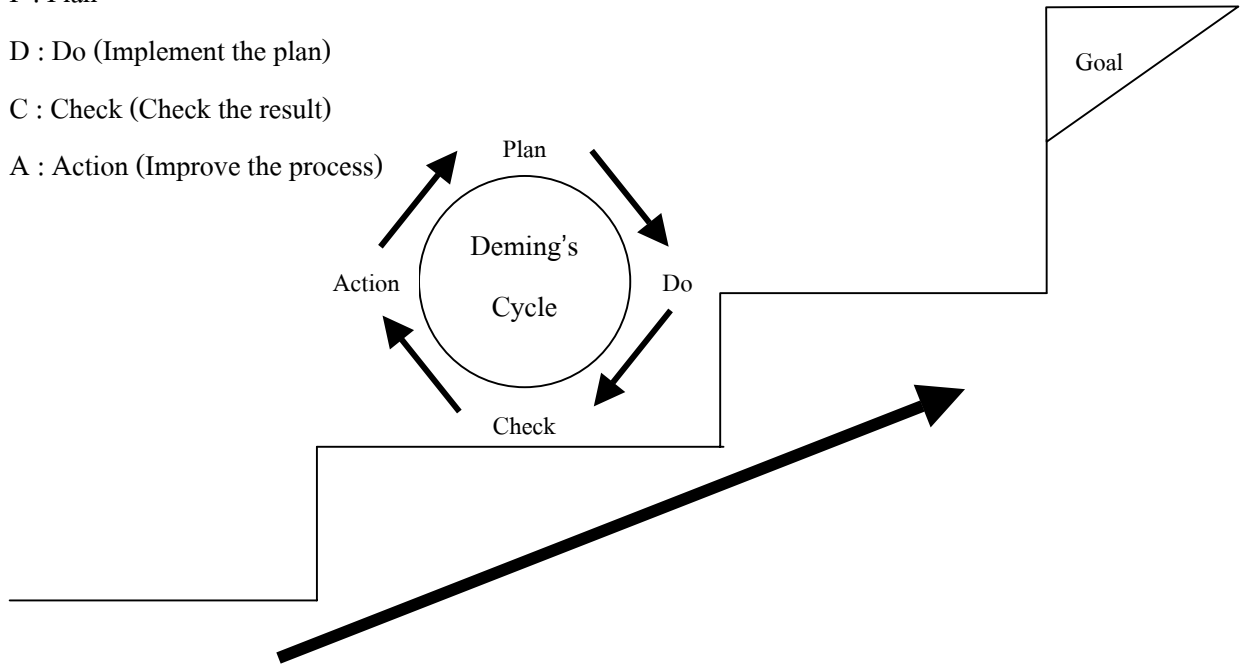 D : Do (Implement the plan)
C : Check (Check the result)
A : Action (Improve the process)
Goal
Plan
Deming's
Cycle
Action
Do
Check